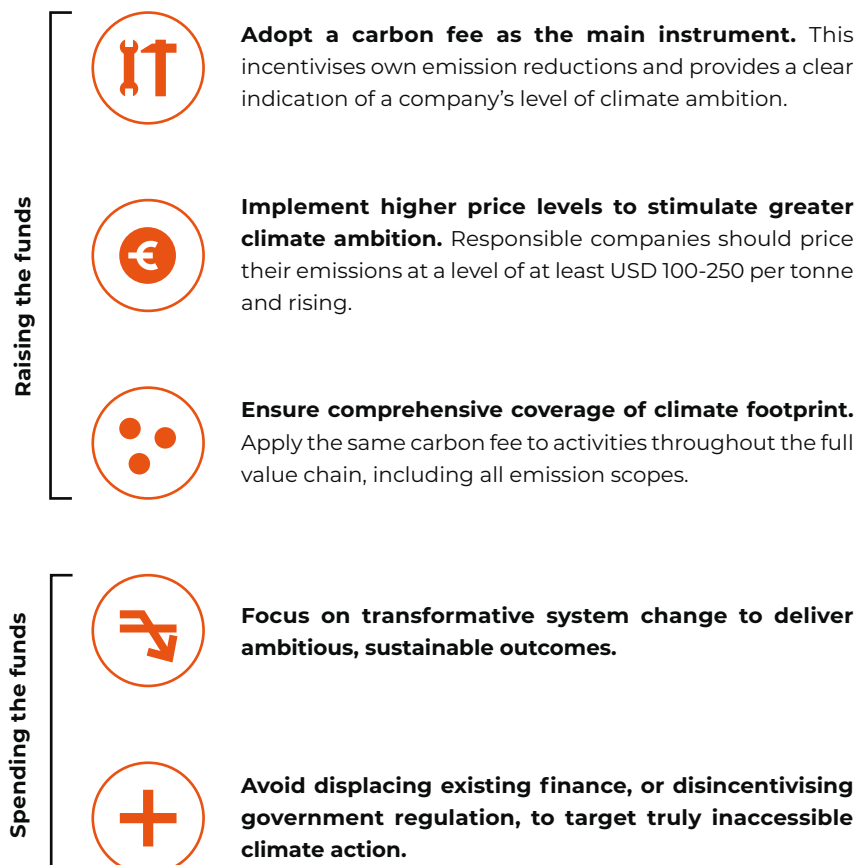 Raising the funds
Adopt a carbon fee as the main instrument. This
incentivises own emission reductions and provides a clear
indication of a company’s level of climate ambition.
Implement higher price levels to stimulate greater
climate ambition. Responsible companies should price
their emissions at a level of at least USD 100-250 per tonne
and rising.
Ensure comprehensive coverage of climate footprint.
Apply the same carbon fee to activities throughout the full
value chain, including all emission scopes.
Spending the funds
Focus on transformative system change to deliver
ambitious, sustainable outcomes.
Avoid displacing existing finance, or disincentivising
government regulation, to target truly inaccessible
climate action.